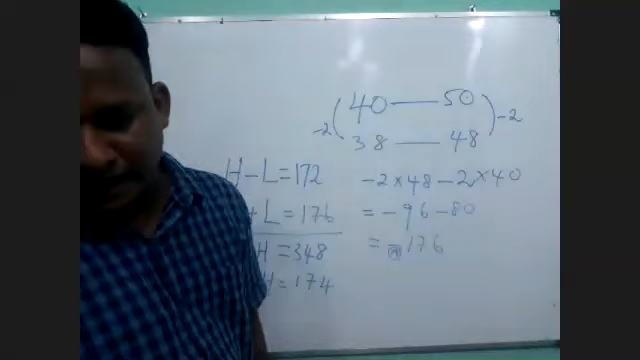 40 — 50
-2 ( ) -2
38 — 48
H - L = 172
+ L = 176
H = 348
H = 174
-2 × 48 - 2 × 40
= - 96 - 80
= - 176